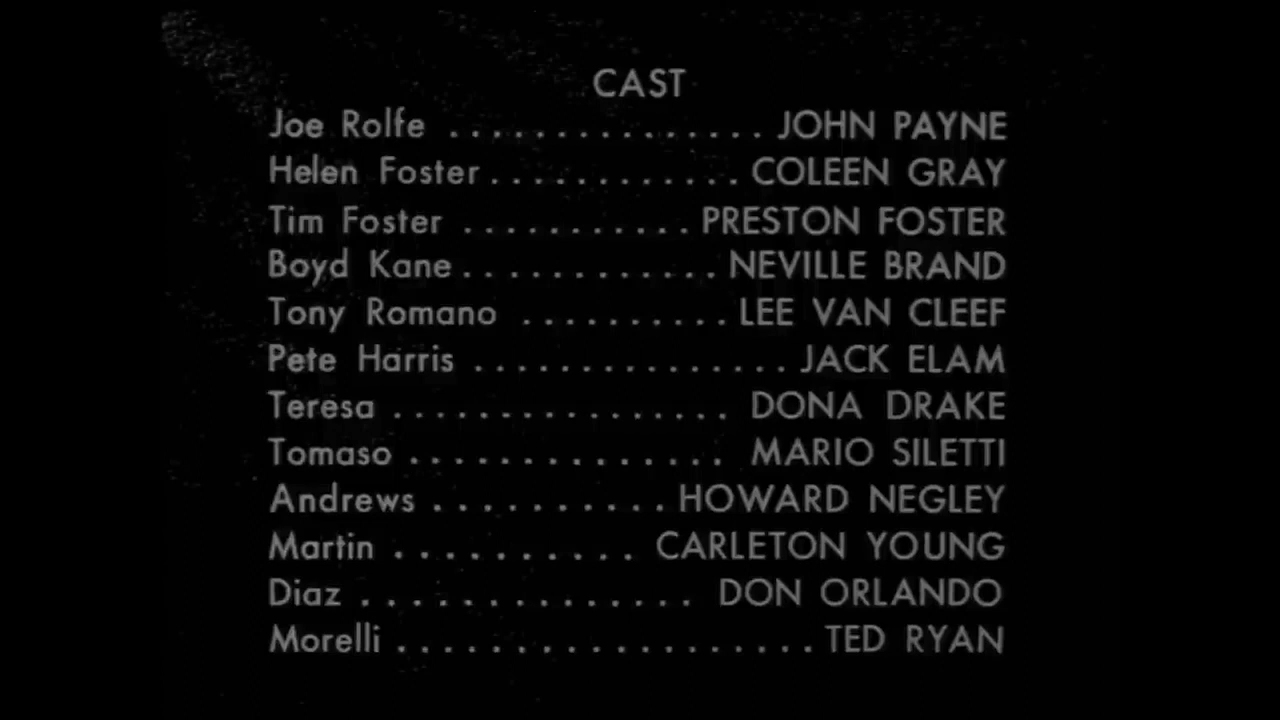 CAST
Joe Rolfe ............... JOHN PAYNE
Helen Foster ............ COLEEN GRAY
Tim Foster ........... PRESTON FOSTER
Boyd Kane ............ NEVILLE BRAND
Tony Romano .......... LEE VAN CLEEF
Pete Harris ............... JACK ELAM
Teresa ................ DONA DRAKE
Tomaso .............. MARIO SILETTI
Andrews .......... HOWARD NEGLEY
Martin .......... CARLETON YOUNG
Diaz .............. DON ORLANDO
Morelli ................... TED RYAN